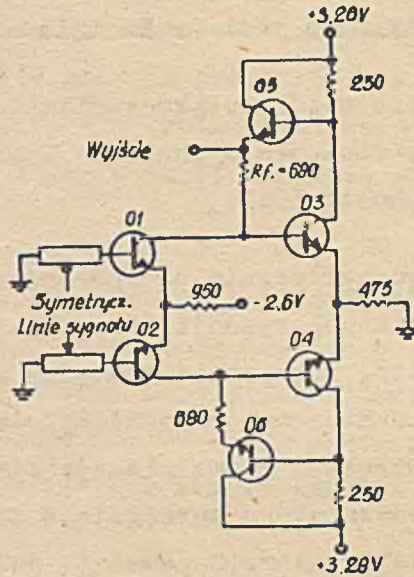 +3.28V
05
250
Wyjście
Rf.=680
01
03
Symetrycz.
Linie sygnału
950
-2.6V
475
02
04
680
06
250
+3.28V